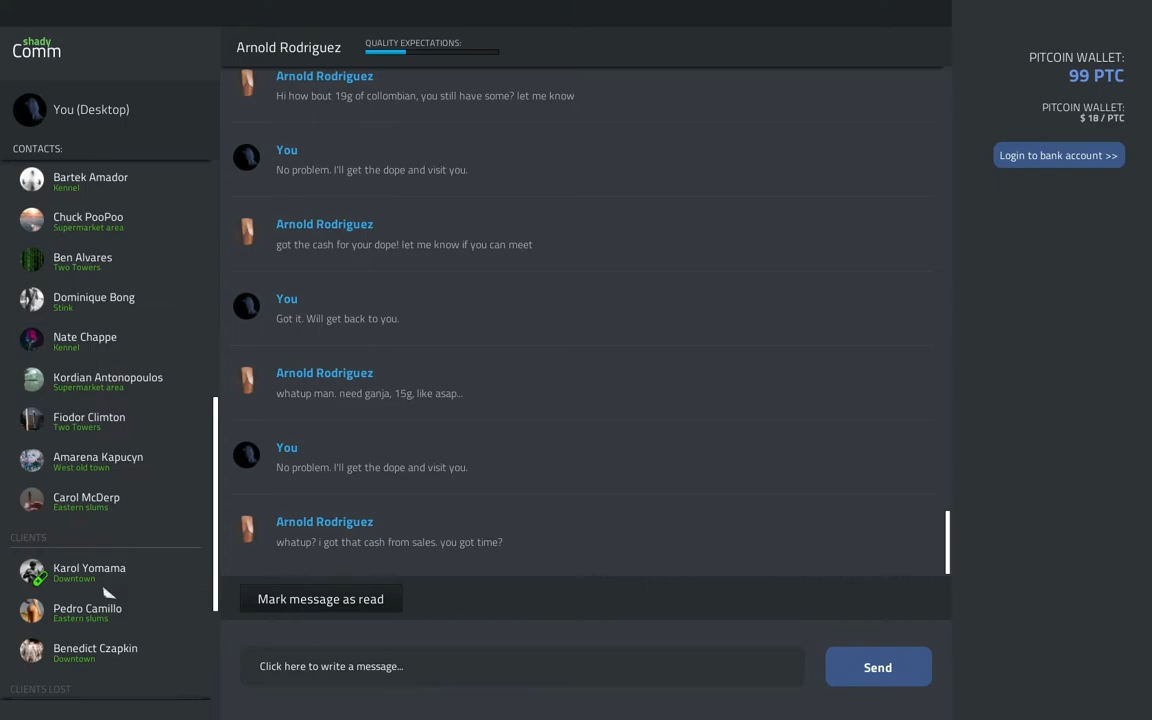 shady
Comm
You (Desktop)
CONTACTS:
Bartek Amador
Kennel
Chuck PooPoo
Supermarket area
Ben Alvares
Two Towers
Dominique Bong
Stink
Nate Chappe
Kennel
Kordian Antonopoulos
Supermarket area
Fiodor Climton
Two Towers
Amarena Kapucyn
West old town
Carol McDerp
Eastern slums
CLIENTS
Karol Yomama
Downtown
Pedro Camillo
Eastern slums
Benedict Czapkin
Downtown
CLIENTS LOST
Arnold Rodriguez
QUALITY EXPECTATIONS:
Arnold Rodriguez
Hi how bout 19g of collombian, you still have some? let me know
You
No problem. I'll get the dope and visit you.
Arnold Rodriguez
got the cash for your dope! let me know if you can meet
You
Got it. Will get back to you.
Arnold Rodriguez
whatup man. need ganja, 15g, like asap...
You
No problem. I'll get the dope and visit you.
Arnold Rodriguez
whatup? i got that cash from sales. you got time?
Mark message as read
Click here to write a message...
Send
PITCOIN WALLET:
99 PTC
PITCOIN WALLET:
$ 18 / PTC
Login to bank account >>